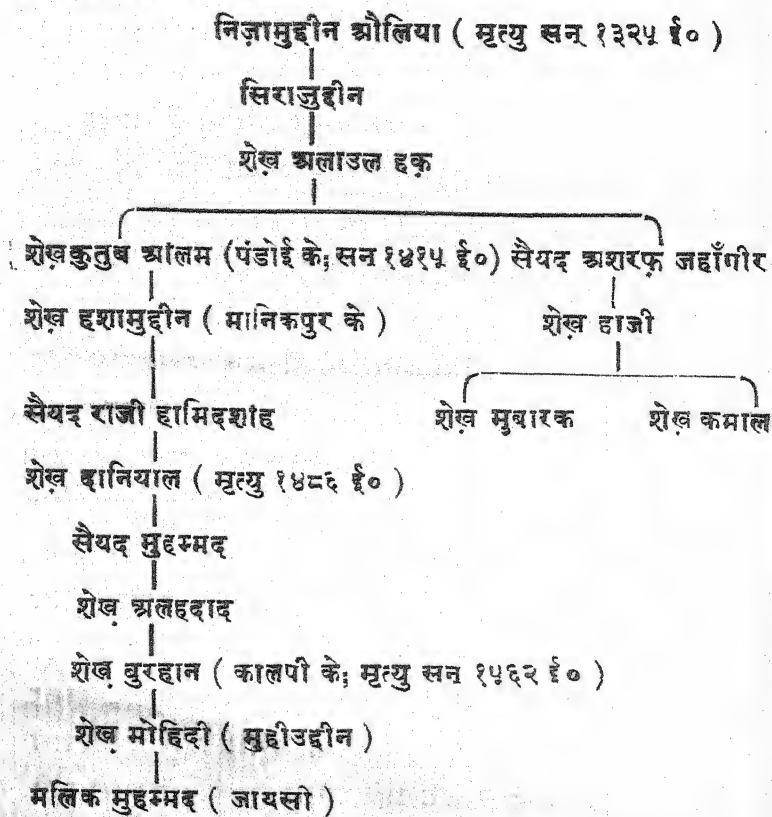 निज़ामुद्दीन औलिया ( मृत्यु सन् १३२५ ई० )
सिराजुद्दीन
शेख़ अलाउल हक़
शेख़ कुतुब आलम (पंडोई के; सन् १४१५ ई०) सैयद अशरफ़ जहाँगीर
शेख़ हशामुद्दीन ( मानिकपुर के ) शेख़ हाजी
सैयद राजी हामिदशाह शेख़ मुबारक शेख़ कमाल
शेख़ दानियाल ( मृत्यु १४८६ ई० )
सैयद मुहम्मद
शेख़ अलहदाद
शेख़ बुरहान ( कालपी के; मृत्यु सन् १५६२ ई० )
शेख़ मोहिदी ( मुहीउद्दीन )
मलिक मुहम्मद ( जायसी )